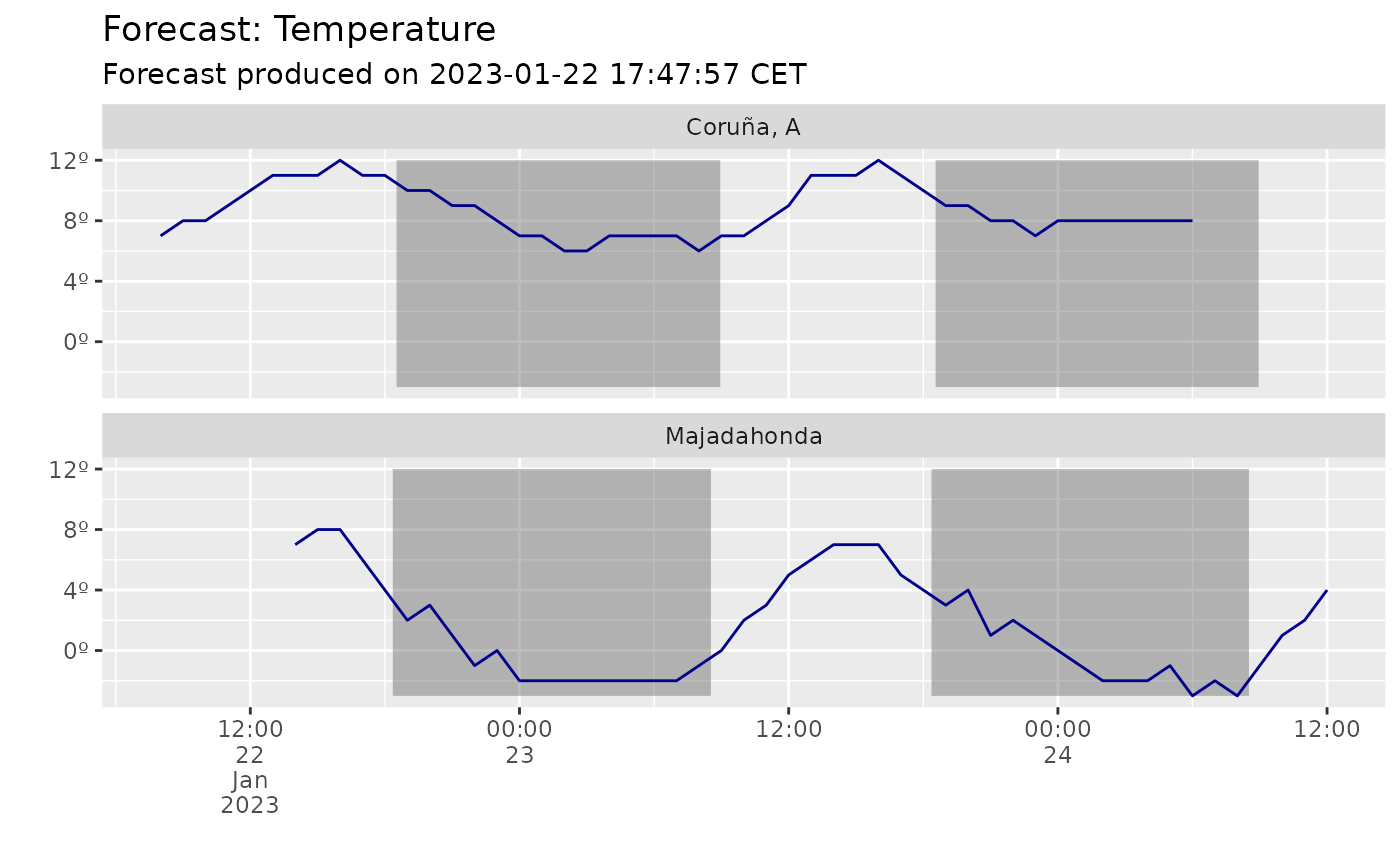 Forecast: Temperature
Forecast produced on 2023-01-22 17:47:57 CET
Coruña, A
12º
8º
4º
0º
Majadahonda
12º
8º
4º
0º
12:00 00:00 12:00 00:00 12:00
22 23 24
Jan
2023